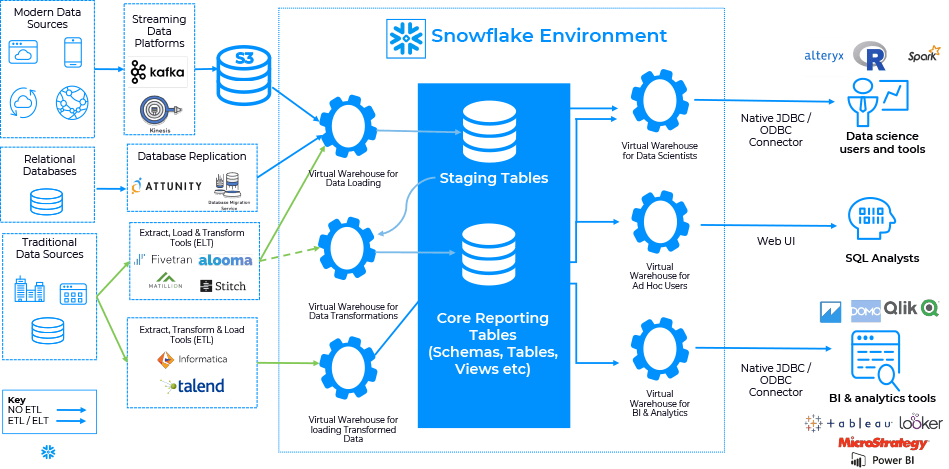 Modern Data
Sources
Streaming
Data
Platforms
kafka
Kinesis
S3
Snowflake Environment
Relational
Databases
Database Replication
ATTUNITY
Database Migration
Service
Traditional
Data Sources
Extract, Load & Transform
Tools (ELT)
Fivetran
alooma
MATILLION
Stitch
Extract, Transform & Load
Tools (ETL)
Informatica
talend
Key
NO ETL
ETL / ELT
Virtual Warehouse for
Data Loading
Virtual Warehouse for
Data Transformations
Virtual Warehouse for
loading Transformed
Data
Staging Tables
Core Reporting
Tables
(Schemas, Tables,
Views etc)
Virtual Warehouse
for Data Scientists
Virtual
Warehouse for
Ad Hoc Users
Virtual
Warehouse for
BI & Analytics
Native JDBC /
ODBC
Connector
Web UI
Native JDBC /
ODBC
Connector
alteryx
R
Spark
Data science
users and tools
SQL Analysts
DOMO
Qlik
BI & analytics tools
tableau
looker
MicroStrategy
Power BI